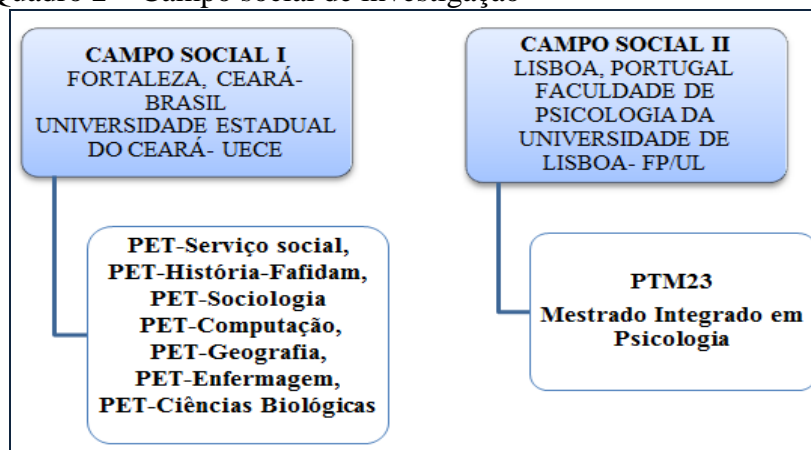 Quadro 2 – Campo social de investigação
CAMPO SOCIAL I
FORTALEZA, CEARÁ-
BRASIL
UNIVERSIDADE ESTADUAL
DO CEARÁ- UECE
PET-Serviço social,
PET-História-Fafidam,
PET-Sociologia
PET-Computação,
PET-Geografia,
PET-Enfermagem,
PET-Ciências Biológicas
CAMPO SOCIAL II
LISBOA, PORTUGAL
FACULDADE DE
PSICOLOGIA DA
UNIVERSIDADE DE
LISBOA- FP/UL
PTM23
Mestrado Integrado em
Psicologia